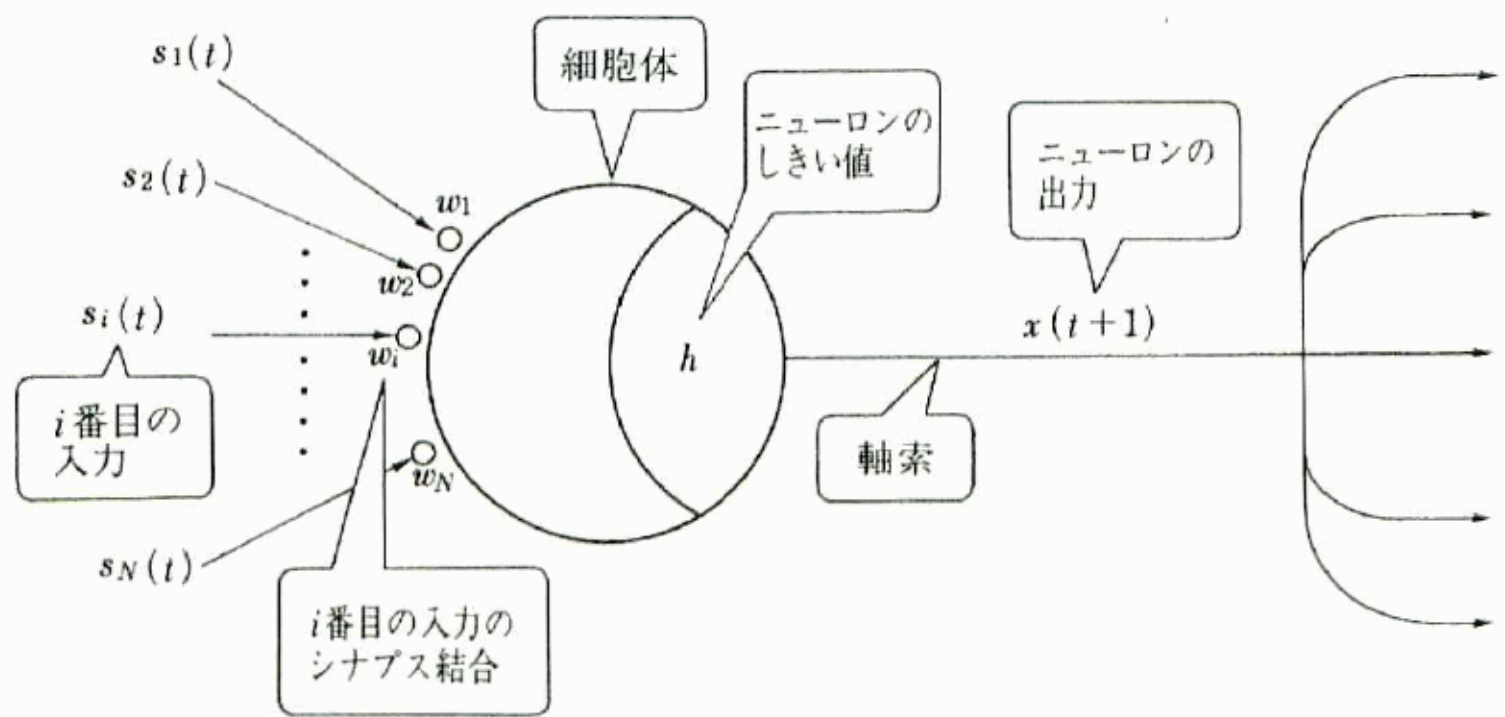 s1(t)
細胞体
ニューロンの
しきい値
ニューロンの
出力
s2(t)
w1
w2
si(t)
wi
x(t+1)
h
i番目の
入力
軸索
wN
sN(t)
i番目の入力の
シナプス結合